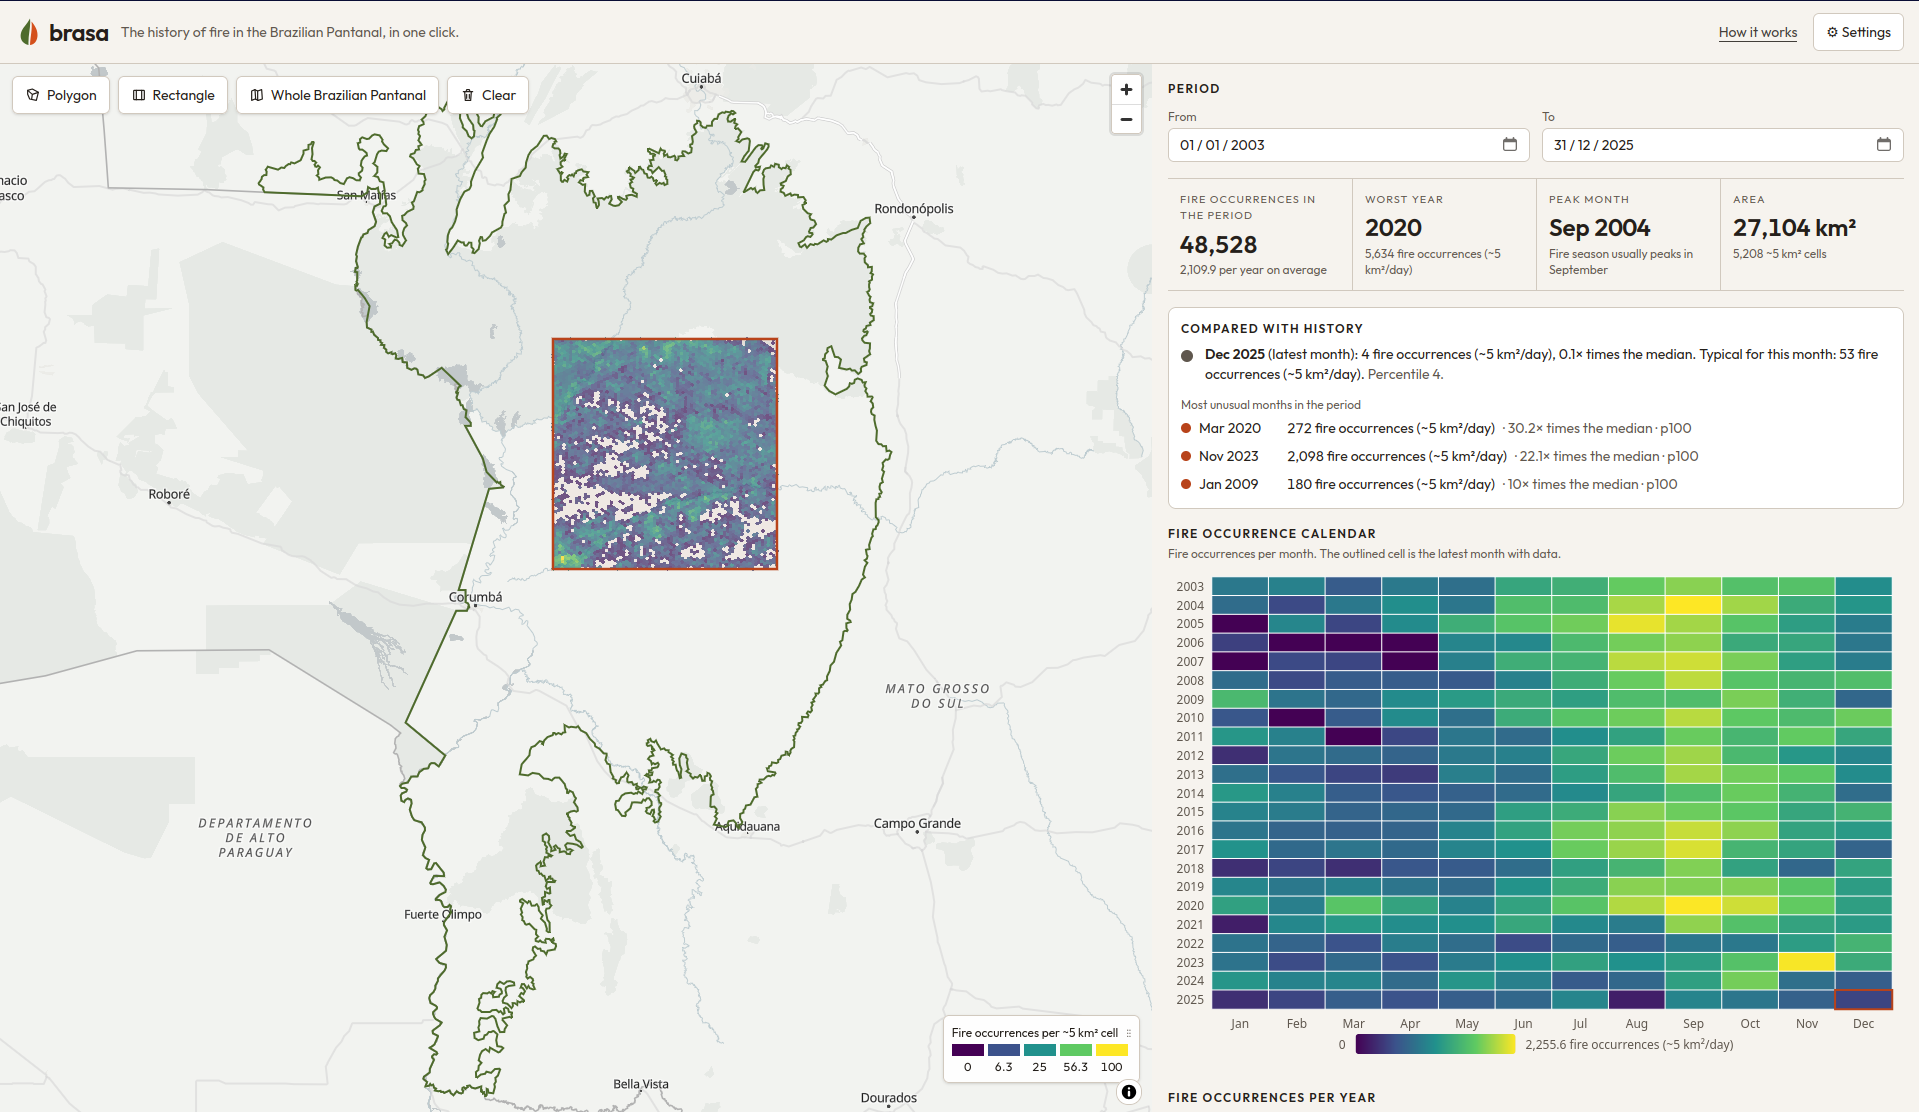 brasa
The history of fire in the Brazilian Pantanal, in one click.
How it works
⚙ Settings
Polygon
Rectangle
Whole Brazilian Pantanal
Clear
+
−
Cuiabá
nacio
asco
San Matías
Rondonópolis
an José de
Chiquitos
Roboré
Corumbá
MATO GROSSO
DO SUL
DEPARTAMENTO
DE ALTO
PARAGUAY
Aquidauana
Campo Grande
Fuerte Olimpo
Bella Vista
Dourados
Fire occurrences per ~5 km² cell
0 6.3 25 56.3 100
PERIOD
From
01 / 01 / 2003
To
31 / 12 / 2025
FIRE OCCURRENCES IN
THE PERIOD
48,528
2,109.9 per year on average
WORST YEAR
2020
5,634 fire occurrences (~5
km²/day)
PEAK MONTH
Sep 2004
Fire season usually peaks in
September
AREA
27,104 km²
5,208 ~5 km² cells
COMPARED WITH HISTORY
Dec 2025 (latest month): 4 fire occurrences (~5 km²/day), 0.1× times the median. Typical for this month: 53 fire
occurrences (~5 km²/day). Percentile 4.
Most unusual months in the period
Mar 2020 272 fire occurrences (~5 km²/day) · 30.2× times the median · p100
Nov 2023 2,098 fire occurrences (~5 km²/day) · 22.1× times the median · p100
Jan 2009 180 fire occurrences (~5 km²/day) · 10× times the median · p100
FIRE OCCURRENCE CALENDAR
Fire occurrences per month. The outlined cell is the latest month with data.
2003
2004
2005
2006
2007
2008
2009
2010
2011
2012
2013
2014
2015
2016
2017
2018
2019
2020
2021
2022
2023
2024
2025
Jan Feb Mar Apr May Jun Jul Aug Sep Oct Nov Dec
0 2,255.6 fire occurrences (~5 km²/day)
FIRE OCCURRENCES PER YEAR